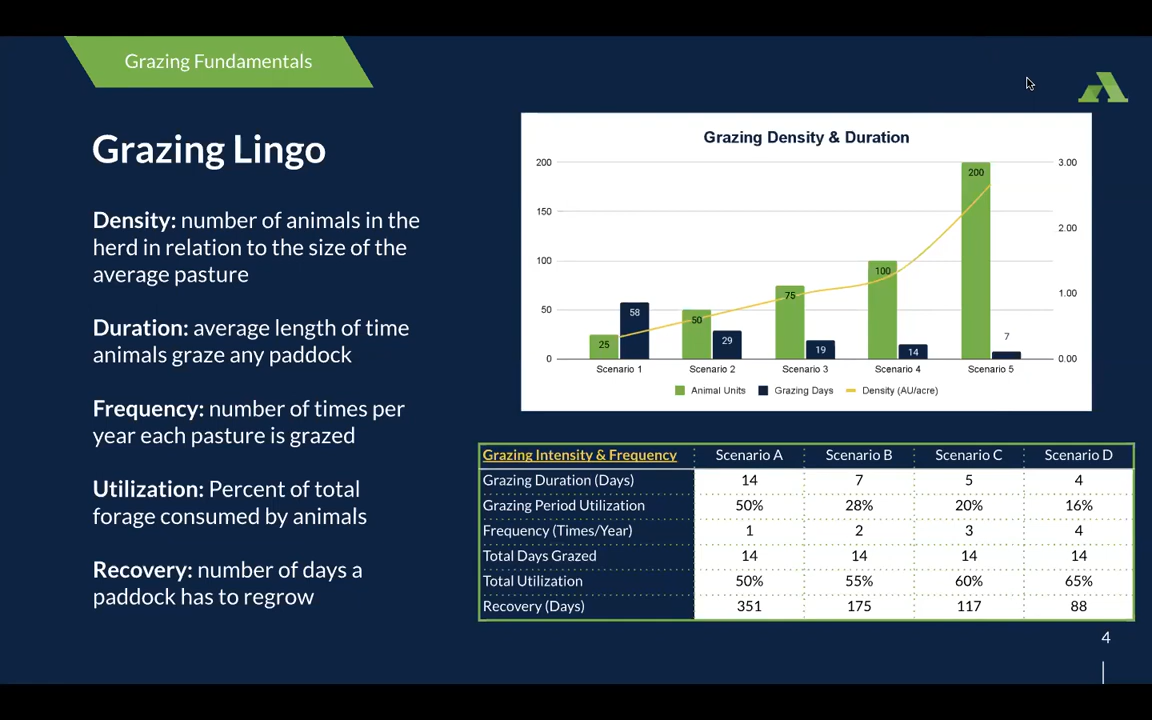 Grazing Fundamentals
Grazing Lingo
Density: number of animals in the
herd in relation to the size of the
average pasture
Duration: average length of time
animals graze any paddock
Frequency: number of times per
year each pasture is grazed
Utilization: Percent of total
forage consumed by animals
Recovery: number of days a
paddock has to regrow
Grazing Density & Duration
200 3.00
150 2.00
100 1.00
50
0 0.00
25 58 50 29 75 19 100 14 200 7
Scenario 1 Scenario 2 Scenario 3 Scenario 4 Scenario 5
Animal Units Grazing Days Density (AU/acre)
Grazing Intensity & Frequency Scenario A Scenario B Scenario C Scenario D
Grazing Duration (Days) 14 7 5 4
Grazing Period Utilization 50% 28% 20% 16%
Frequency (Times/Year) 1 2 3 4
Total Days Grazed 14 14 14 14
Total Utilization 50% 55% 60% 65%
Recovery (Days) 351 175 117 88
4